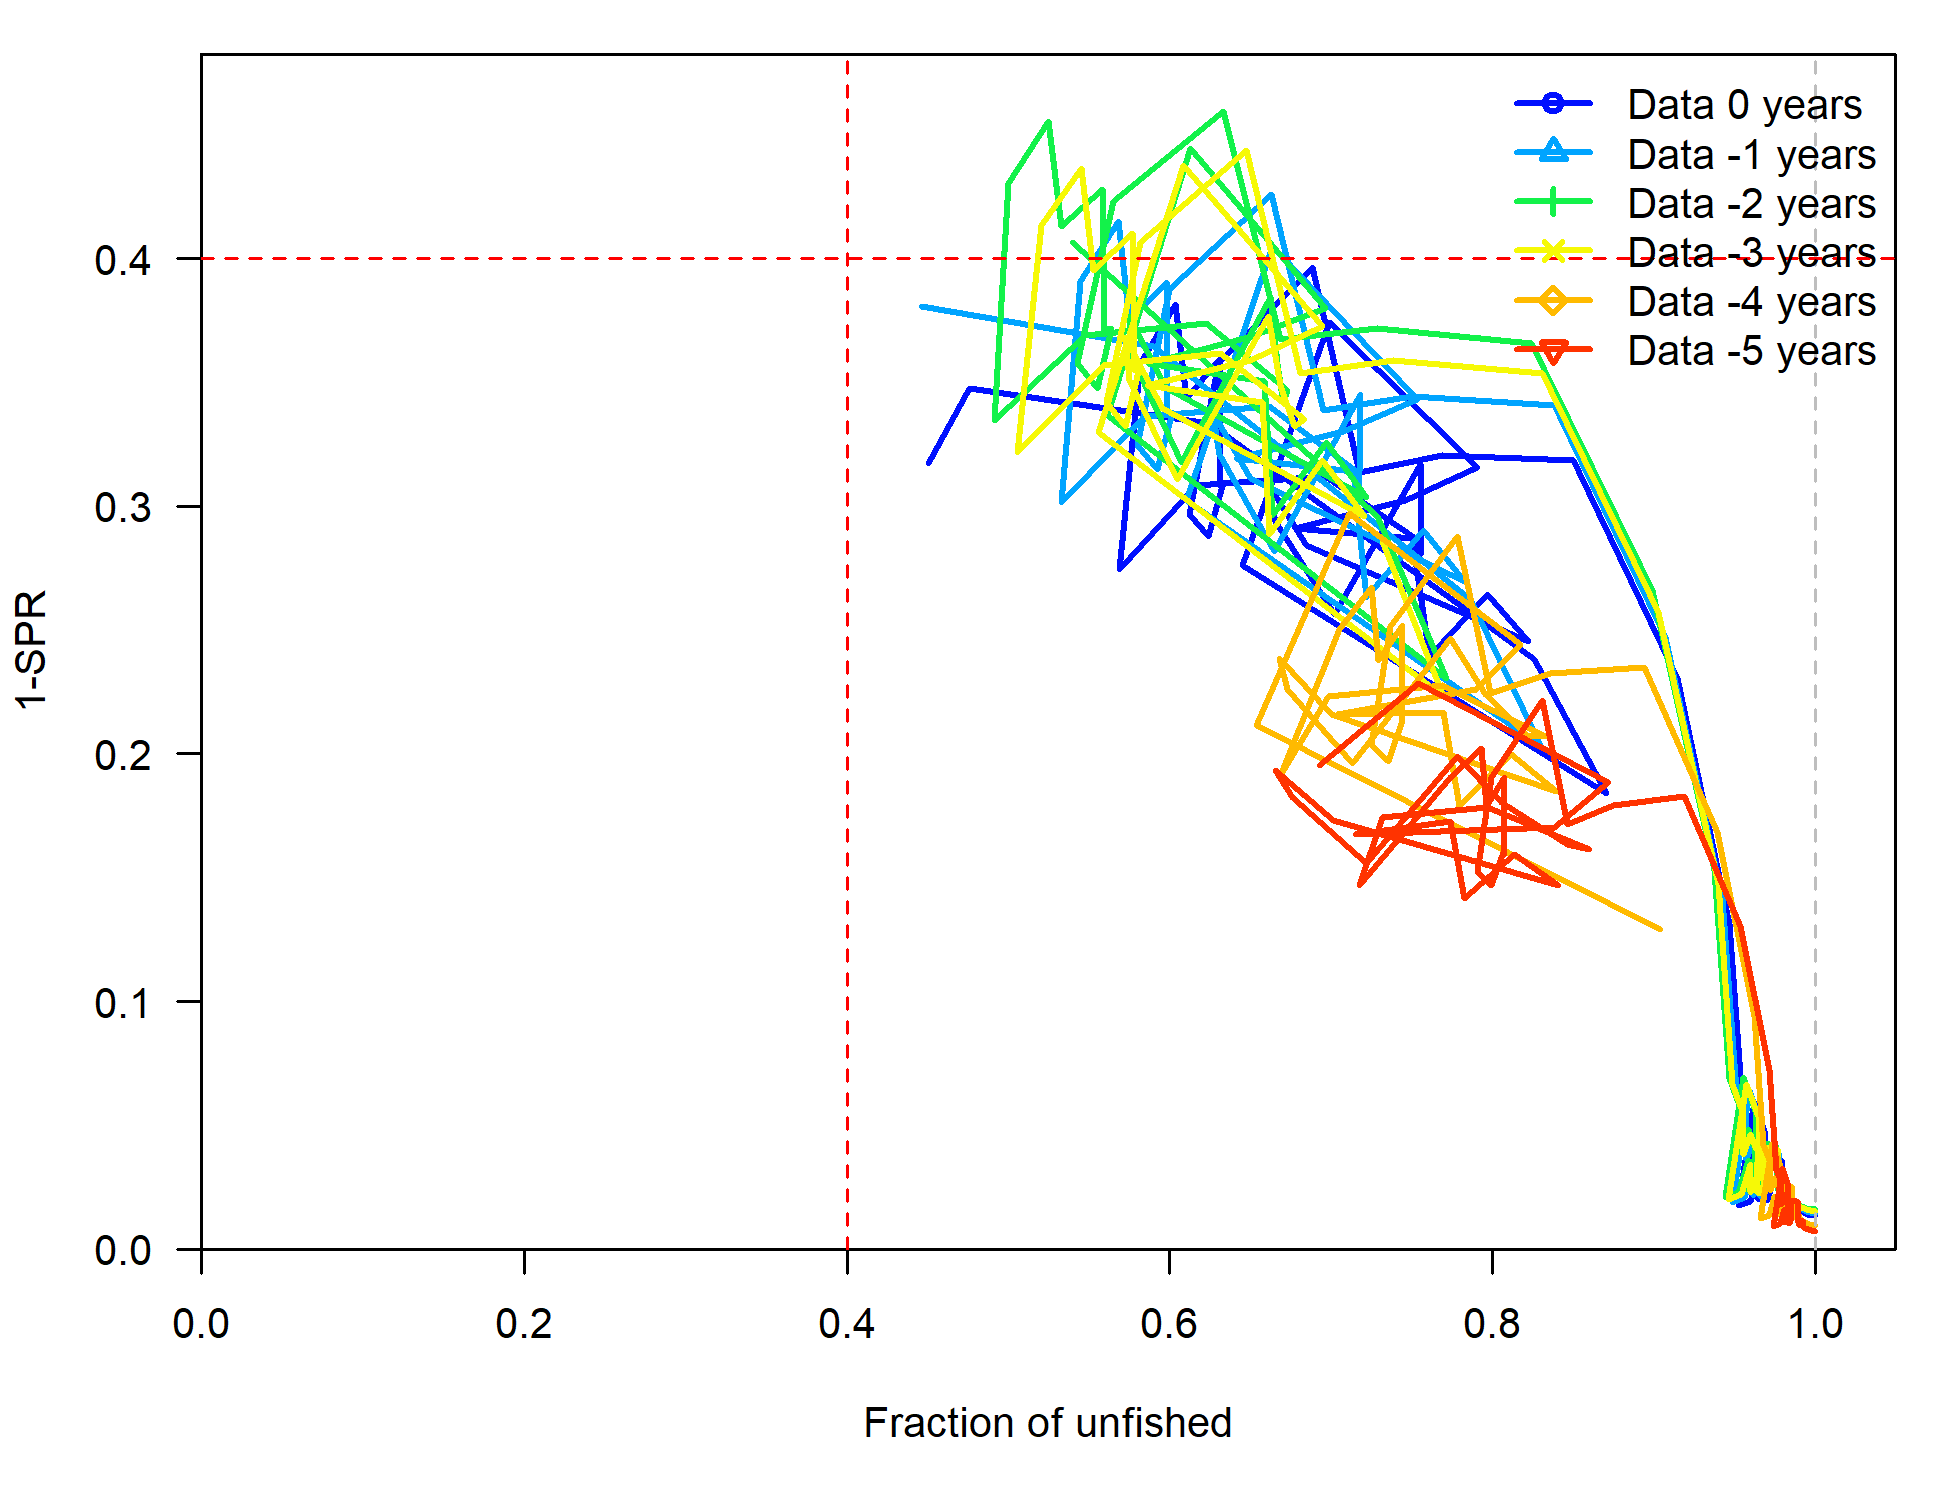 Data 0 years
Data -1 years
Data -2 years
Data -3 years
Data -4 years
Data -5 years
1-SPR
0.4
0.3
0.2
0.1
0.0
0.0 0.2 0.4 0.6 0.8 1.0
Fraction of unfished